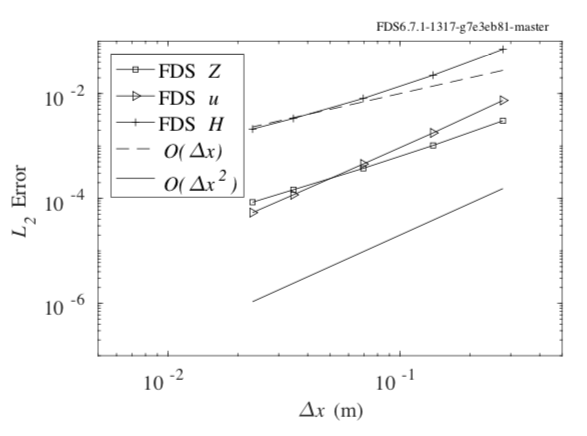 FDS6.7.1-1317-g7e3eb81-master
FDS Z
FDS u
FDS H
O(Δx)
O(Δx²)
10⁻²
10⁻⁴
10⁻⁶
L₂ Error
10⁻²
10⁻¹
Δx (m)